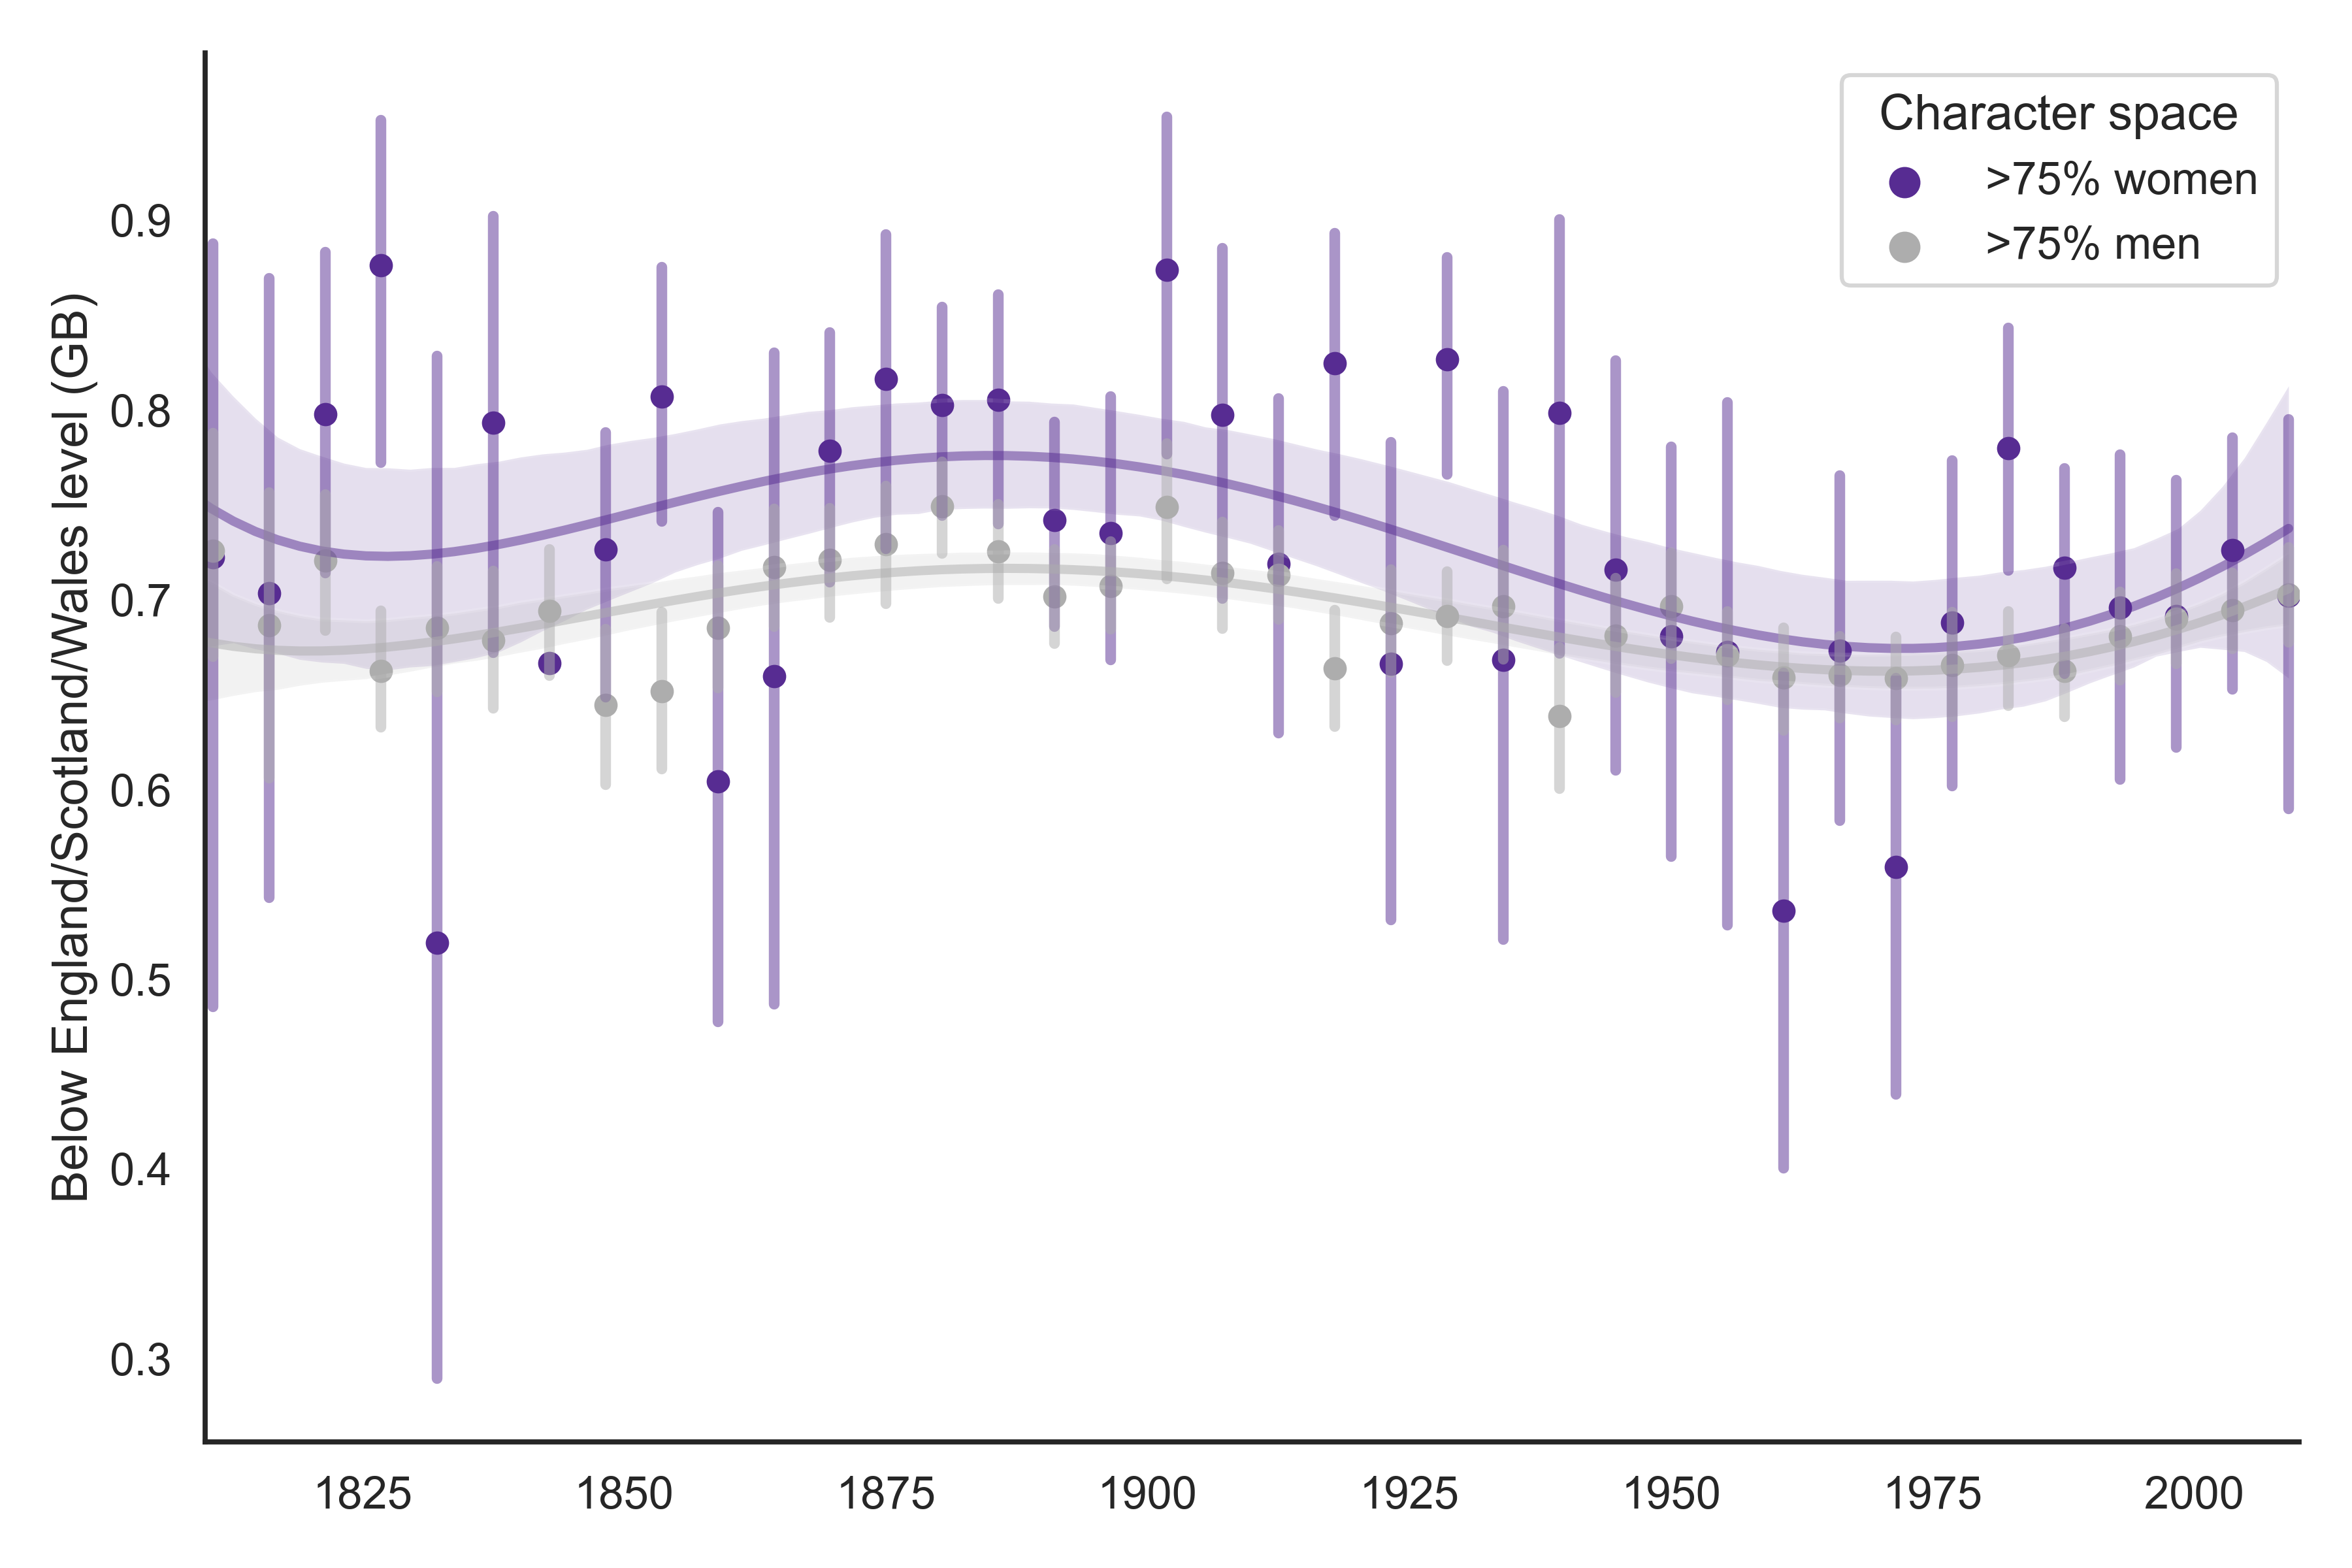 Character space
>75% women
>75% men
Below England/Scotland/Wales level (GB)
0.9
0.8
0.7
0.6
0.5
0.4
0.3
1825 1850 1875 1900 1925 1950 1975 2000